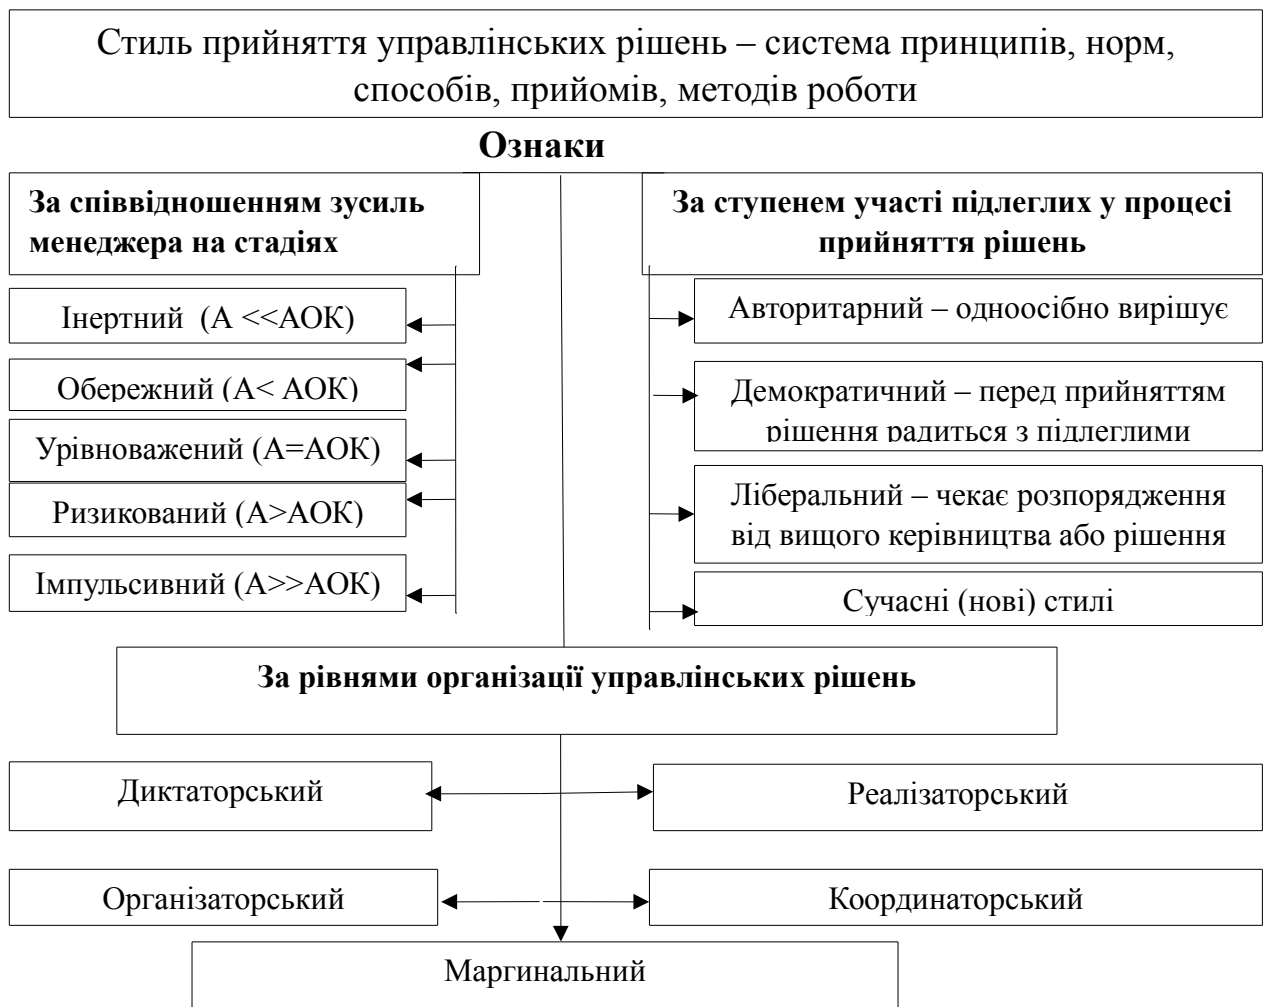 Стиль прийняття управлінських рішень – система принципів, норм,
способів, прийомів, методів роботи
Ознаки
За співвідношенням зусиль
менеджера на стадіях
Інертний (А <<АОК)
Обережний (А< АОК)
Урівноважений (А=АОК)
Ризикований (А>АОК)
Імпульсивний (А>>АОК)
За ступенем участі підлеглих у процесі
прийняття рішень
Авторитарний – одноосібно вирішує
Демократичний – перед прийняттям
рішення радиться з підлеглими
Ліберальний – чекає розпорядження
від вищого керівництва або рішення
Сучасні (нові) стилі
За рівнями організації управлінських рішень
Диктаторський
Реалізаторський
Організаторський
Координаторський
Маргинальний